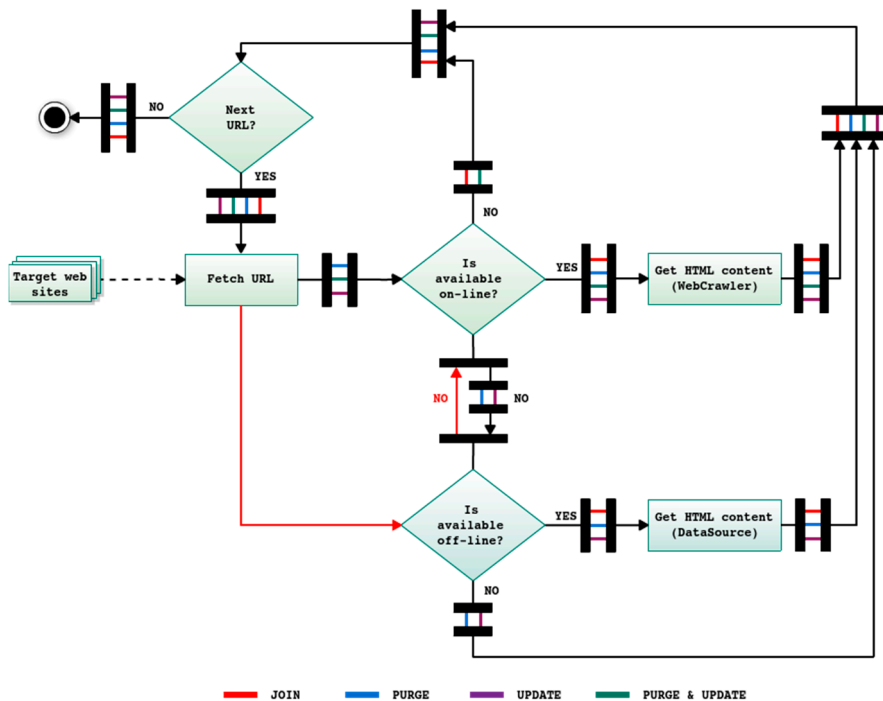 NO
Next
URL?
YES
NO
Target web
sites
Fetch URL
Is
available
on-line?
YES
Get HTML content
(WebCrawler)
NO
NO
Is
available
off-line?
YES
Get HTML content
(DataSource)
NO
JOIN
PURGE
UPDATE
PURGE & UPDATE